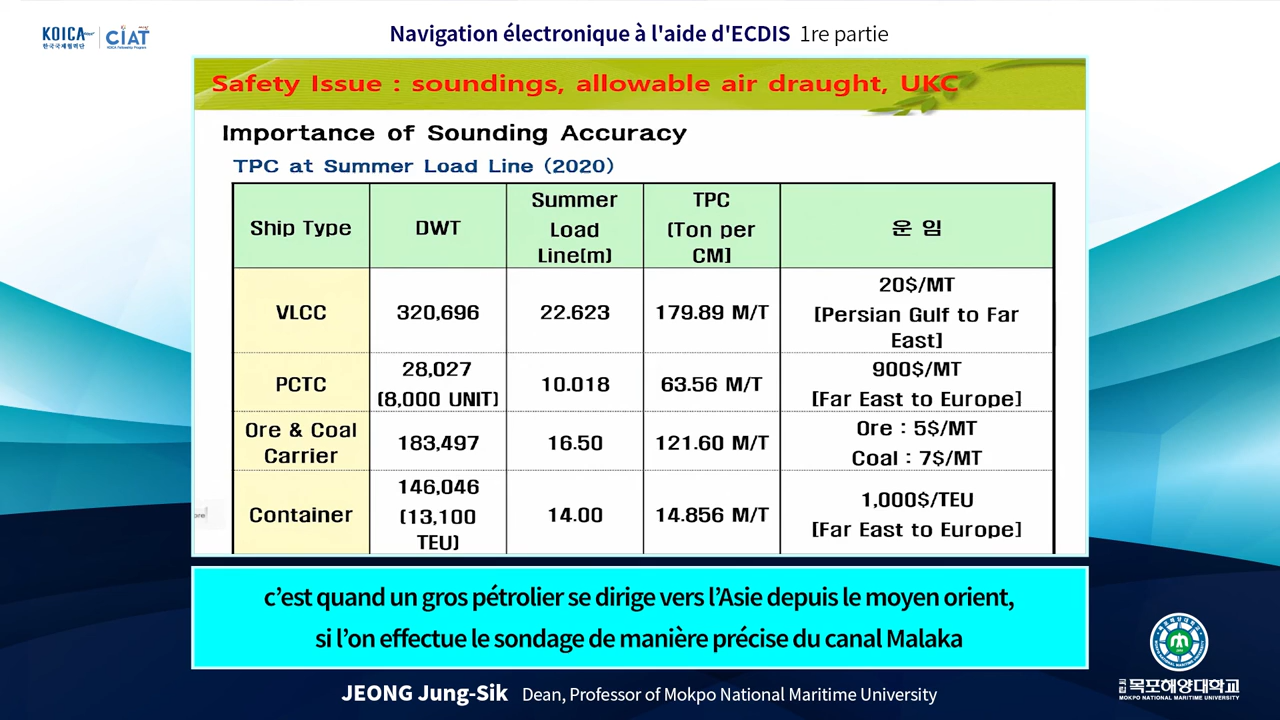 KOICA
한국국제협력단
CIAT
KOICA Fellowship Program
Navigation électronique à l'aide d'ECDIS 1re partie
Safety Issue : soundings, allowable air draught, UKC
Importance of Sounding Accuracy
TPC at Summer Load Line (2020)
Ship Type
DWT
Summer
Load
Line(m)
TPC
(Ton per
CM)
운 임
VLCC
320,696
22.623
179.89 M/T
20$/MT
(Persian Gulf to Far
East)
PCTC
28,027
(8,000 UNIT)
10.018
63.56 M/T
900$/MT
(Far East to Europe)
Ore & Coal
Carrier
183,497
16.50
121.60 M/T
Ore : 5$/MT
Coal : 7$/MT
Container
146,046
(13,100
TEU)
14.00
14.856 M/T
1,000$/TEU
(Far East to Europe)
c’est quand un gros pétrolier se dirige vers l’Asie depuis le moyen orient,
si l’on effectue le sondage de manière précise du canal Malaka
JEONG Jung-Sik Dean, Professor of Mokpo National Maritime University
국립 목포해양대학교
MOKPO NATIONAL MARITIME UNIVERSITY